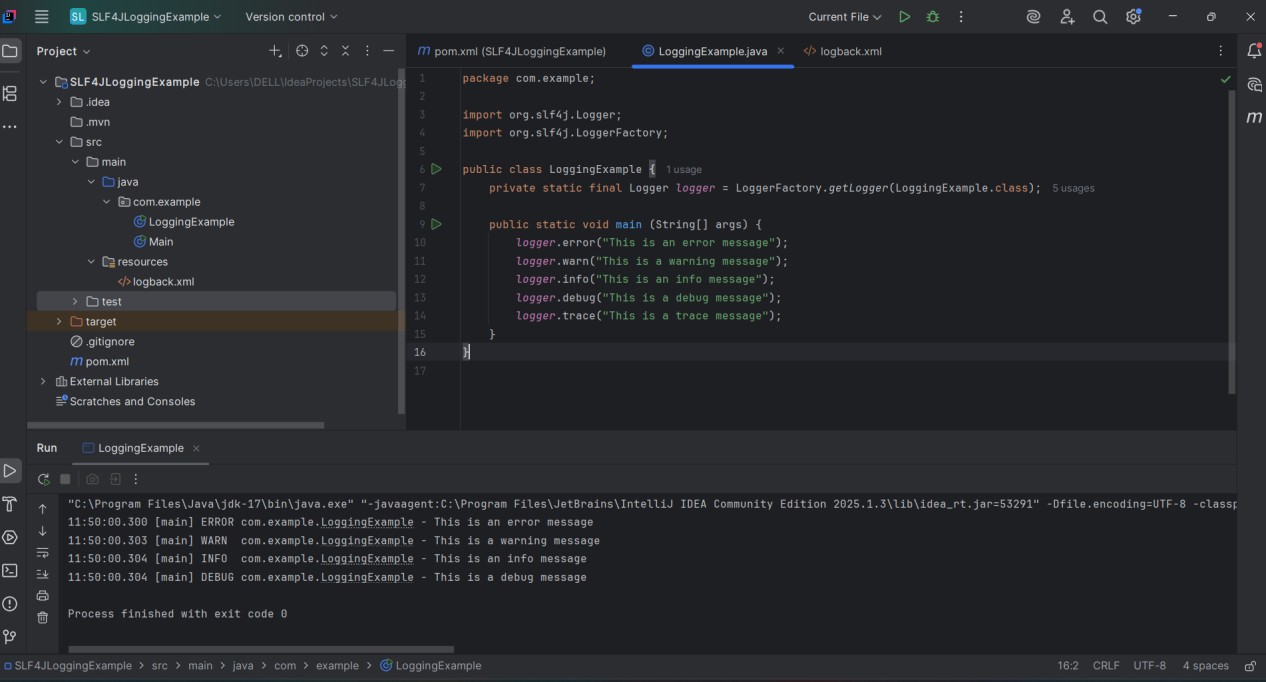 SL SLF4JLoggingExample Version control Current File
Project
pom.xml (SLF4JLoggingExample) LoggingExample.java logback.xml
SLF4JLoggingExample C:\Users\DELL\IdeaProjects\SLF4JLogg
.idea
.mvn
src
main
java
com.example
LoggingExample
Main
resources
logback.xml
test
target
.gitignore
m pom.xml
External Libraries
Scratches and Consoles
1 package com.example;
2
3 import org.slf4j.Logger;
4 import org.slf4j.LoggerFactory;
5
6 public class LoggingExample { 1 usage
7 private static final Logger logger = LoggerFactory.getLogger(LoggingExample.class); 5 usages
8
9 public static void main (String[] args) {
10 logger.error("This is an error message");
11 logger.warn("This is a warning message");
12 logger.info("This is an info message");
13 logger.debug("This is a debug message");
14 logger.trace("This is a trace message");
15 }
16 }
17
Run LoggingExample
"C:\Program Files\Java\jdk-17\bin\java.exe" "-javaagent:C:\Program Files\JetBrains\IntelliJ IDEA Community Edition 2025.1.3\lib\idea_rt.jar=53291" -Dfile.encoding=UTF-8 -classp
11:50:00.300 [main] ERROR com.example.LoggingExample - This is an error message
11:50:00.303 [main] WARN com.example.LoggingExample - This is a warning message
11:50:00.304 [main] INFO com.example.LoggingExample - This is an info message
11:50:00.304 [main] DEBUG com.example.LoggingExample - This is a debug message
Process finished with exit code 0
SLF4JLoggingExample > src > main > java > com > example > LoggingExample 16:2 CRLF UTF-8 4 spaces